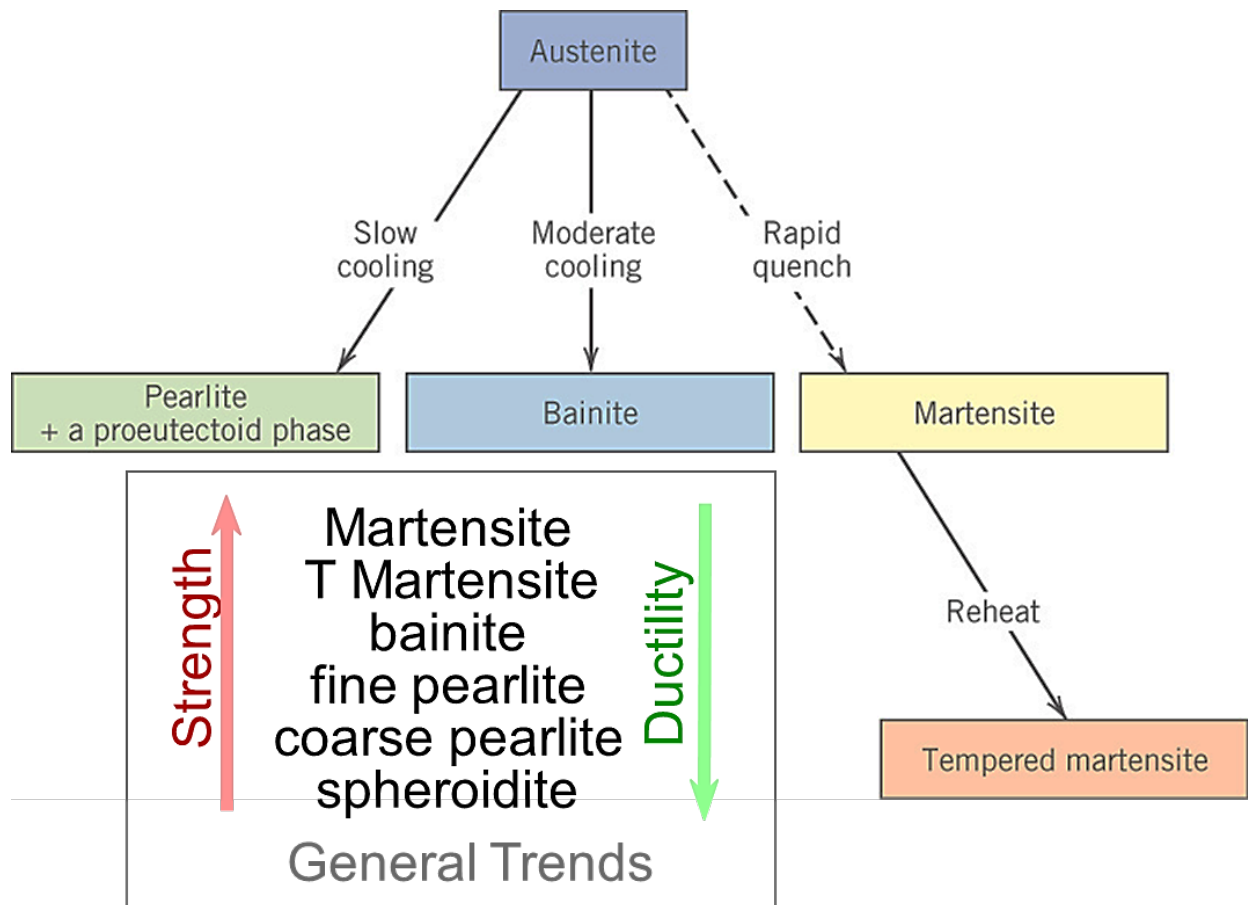 Austenite
Slow
cooling
Moderate
cooling
Rapid
quench
Pearlite
+ a proeutectoid phase
Bainite
Martensite
Strength
Martensite
T Martensite
bainite
fine pearlite
coarse pearlite
spheroidite
Ductility
General Trends
Reheat
Tempered martensite